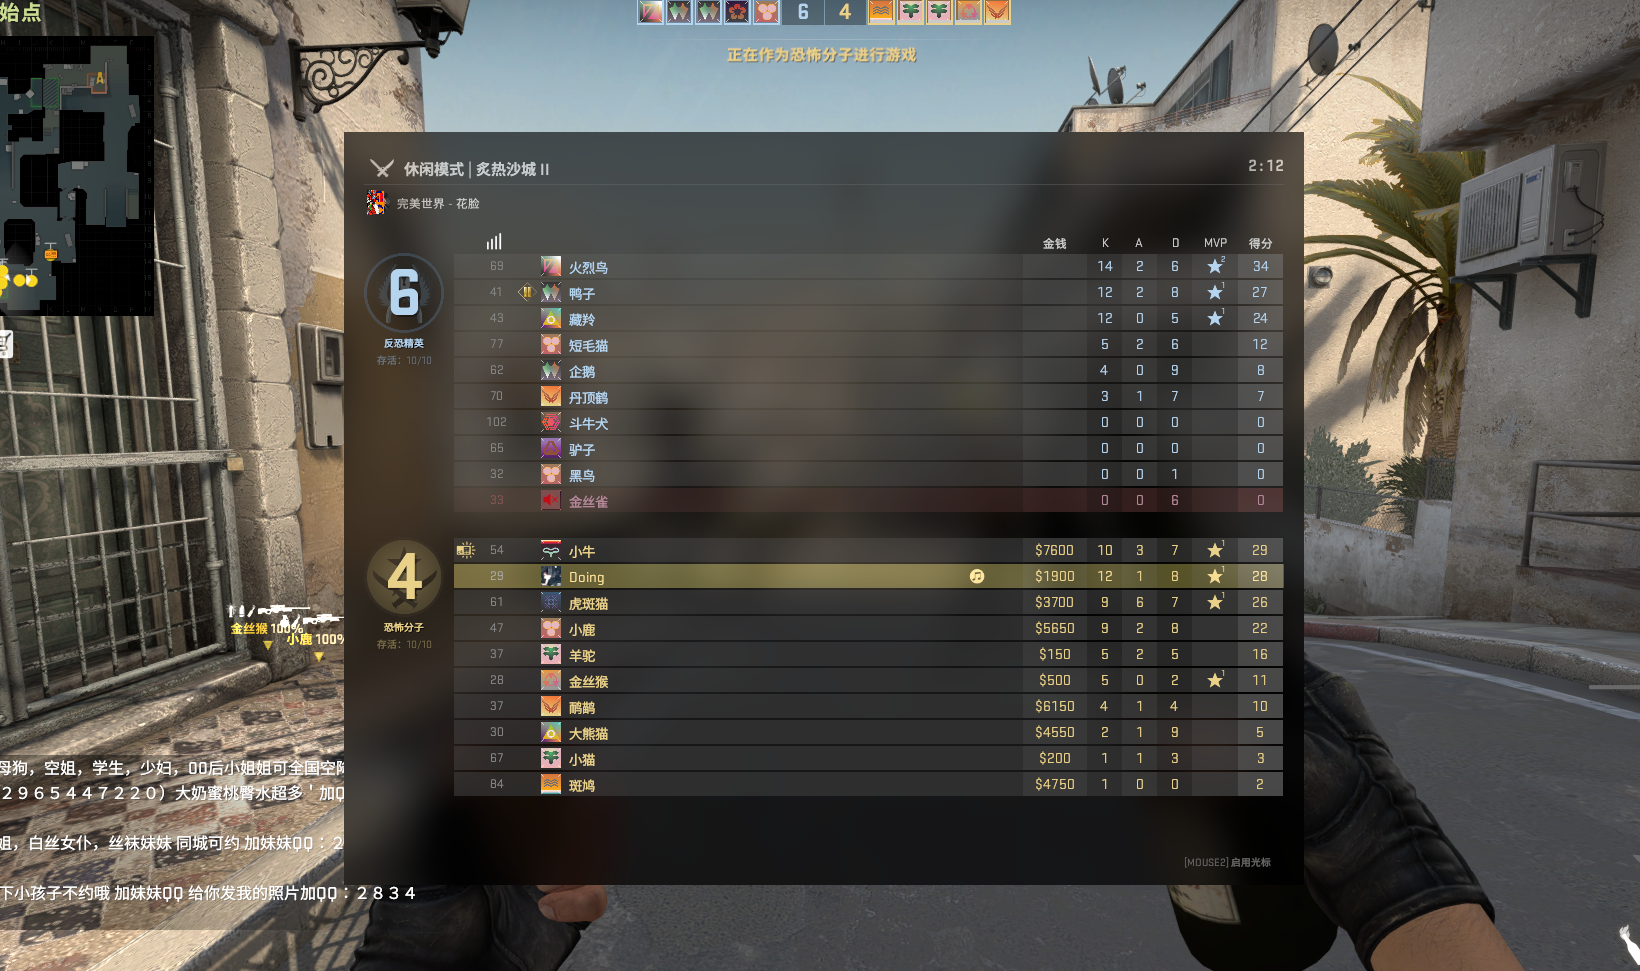 始点
6 4
正在作为恐怖分子进行游戏
A
休闲模式 | 炙热沙城 II
2:12
完美世界 - 花脸
金钱 K A D MVP 得分
6
反恐精英
存活: 10/10
69 火烈鸟 14 2 6 2 34
41 鸭子 12 2 8 1 27
43 藏羚 12 0 5 1 24
77 短毛猫 5 2 6 12
62 企鹅 4 0 9 8
70 丹顶鹤 3 1 7 7
102 斗牛犬 0 0 0 0
65 驴子 0 0 0 0
32 黑鸟 0 0 1 0
33 金丝雀 0 0 6 0
4
恐怖分子
存活: 10/10
54 小牛 $7600 10 3 7 1 29
29 Doing $1900 12 1 8 1 28
61 虎斑猫 $3700 9 6 7 1 26
47 小鹿 $5650 9 2 8 22
37 羊驼 $150 5 2 5 16
28 金丝猴 $500 5 0 2 1 11
37 鸸鹋 $6150 4 1 4 10
30 大熊猫 $4550 2 1 9 5
67 小猫 $200 1 1 3 3
84 斑鸠 $4750 1 0 0 2
[MOUSE2] 启用光标
金丝猴 100%
小鹿 100%
母狗，空姐，学生，少妇，00后小姐姐可全国空降
２９６５４４７２２０）大奶蜜桃臀水超多＇加Q
姐，白丝女仆，丝袜妹妹 同城可约 加妹妹QQ：２
下小孩子不约哦 加妹妹QQ 给你发我的照片加QQ：２８３４